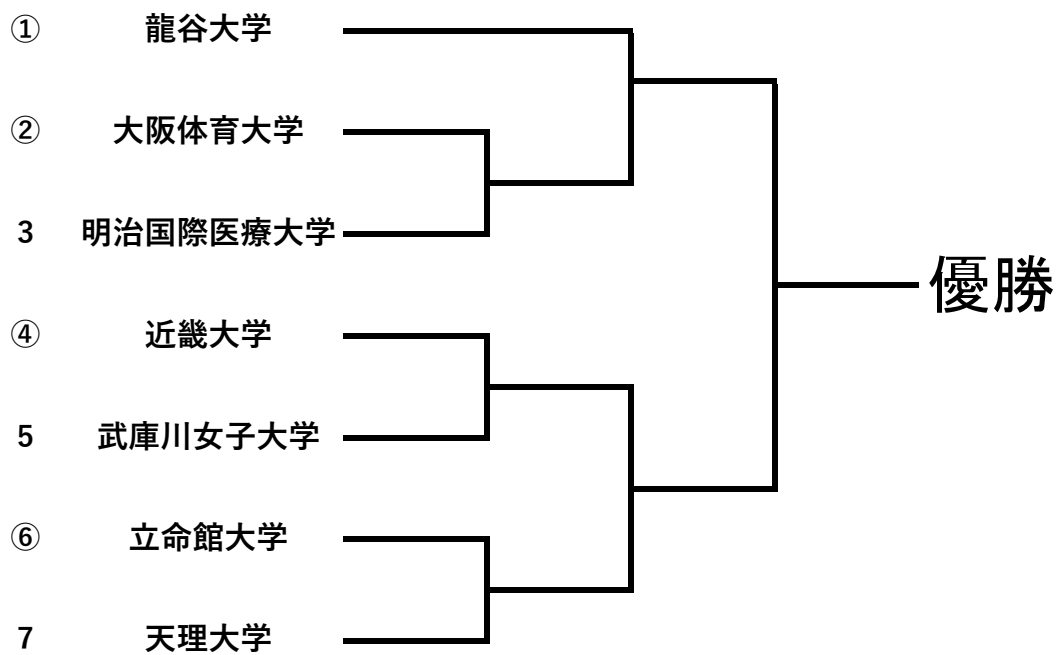 ① 龍谷大学
② 大阪体育大学
3 明治国際医療大学
優勝
④ 近畿大学
5 武庫川女子大学
⑥ 立命館大学
7 天理大学